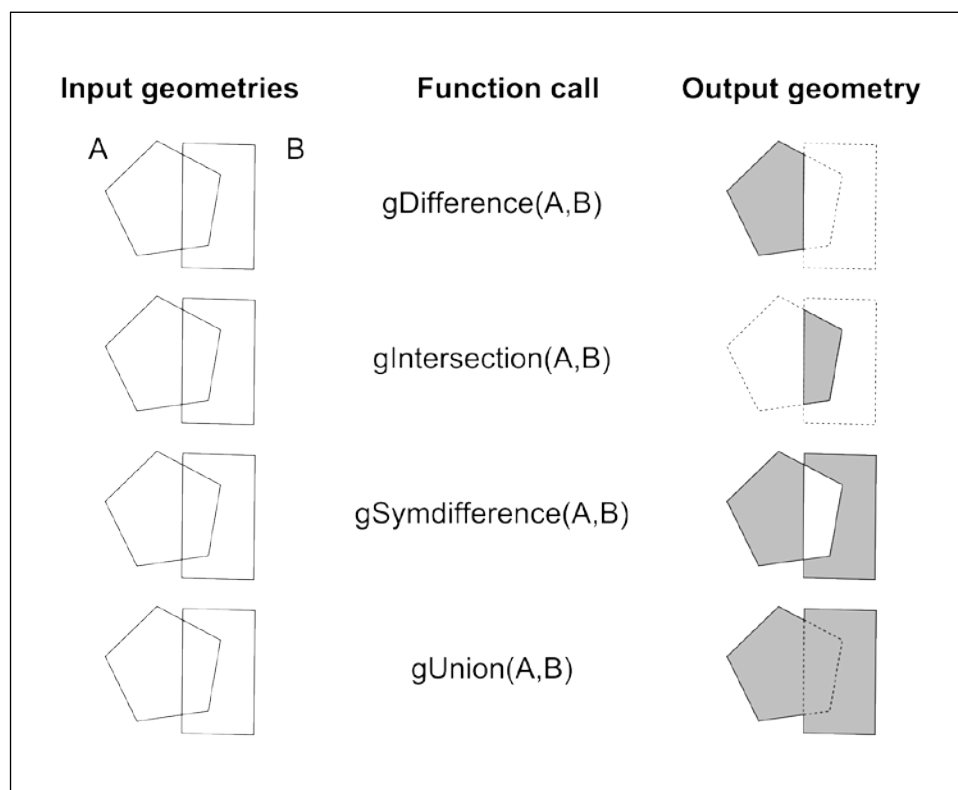 Input geometries Function call Output geometry
A B
gDifference(A,B)
gIntersection(A,B)
gSymdifference(A,B)
gUnion(A,B)